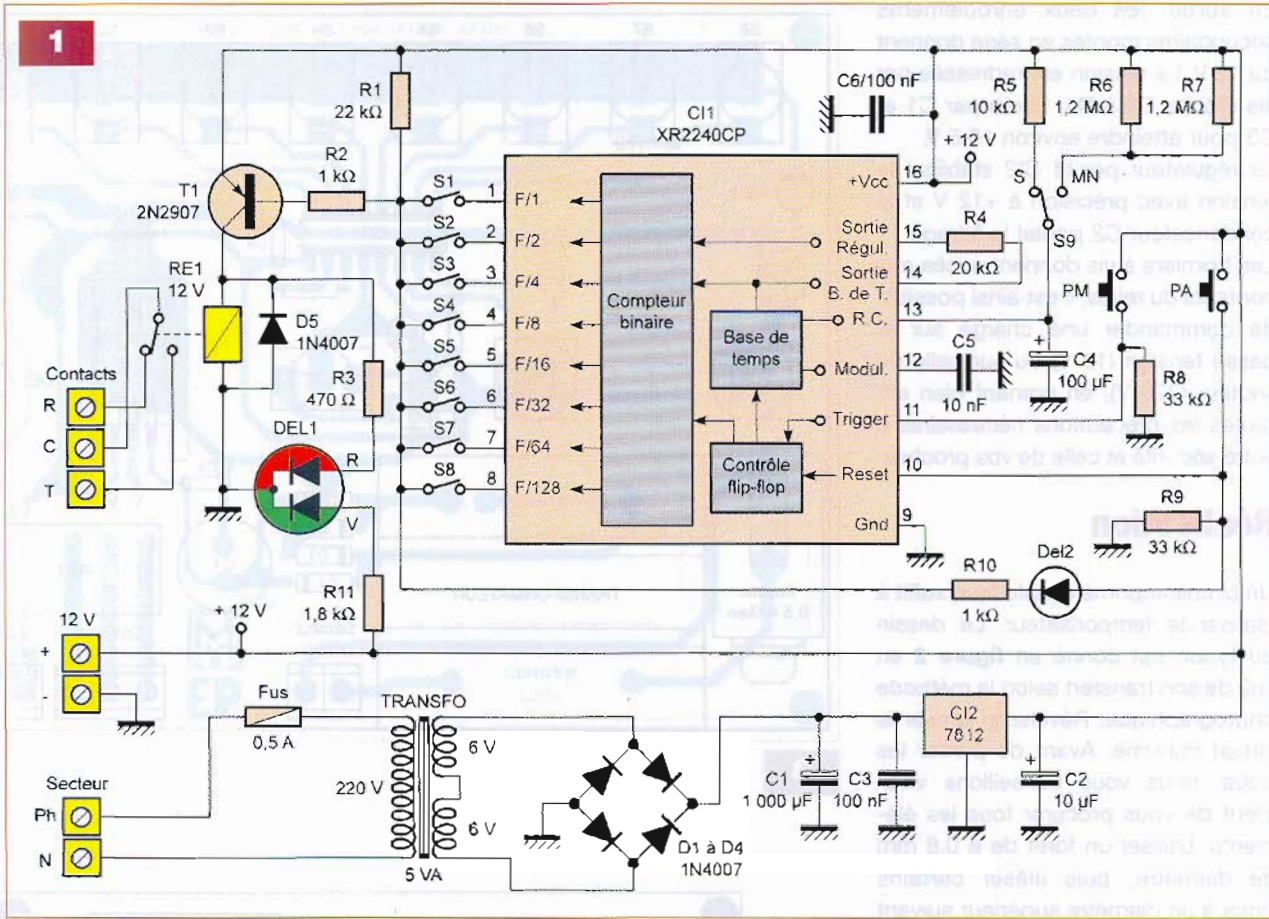 1
R1
22 kΩ
R2
1 kΩ
T1
2N2907
RE1
12 V
D5
1N4007
R3
470 Ω
DEL1
R
V
Contacts
R
C
T
R11
1,8 kΩ
+ 12 V
12 V
+
-
Fus
0,5 A
Secteur
Ph
N
TRANSFO
220 V
6 V
6 V
5 VA
D1 à D4
1N4007
C1
1 000 µF
C3
100 nF
CI2
7812
C2
10 µF
+
+
S1
S2
S3
S4
S5
S6
S7
S8
1
2
3
4
5
6
7
8
CI1
XR2240CP
F/1
F/2
F/4
F/8
F/16
F/32
F/64
F/128
Compteur
binaire
Base de
temps
Contrôle
flip-flop
+Vcc
Sortie
Régul.
Sortie
B. de T.
R.C.
Modul.
Trigger
Reset
Gnd
16
15
14
13
12
11
10
9
C6/100 nF
+ 12 V
R5
10 kΩ
R6
1,2 MΩ
R7
1,2 MΩ
S
MN
S9
R4
20 kΩ
PM
PA
C5
10 nF
+
C4
100 µF
R8
33 kΩ
R9
33 kΩ
R10
1 kΩ
Del2